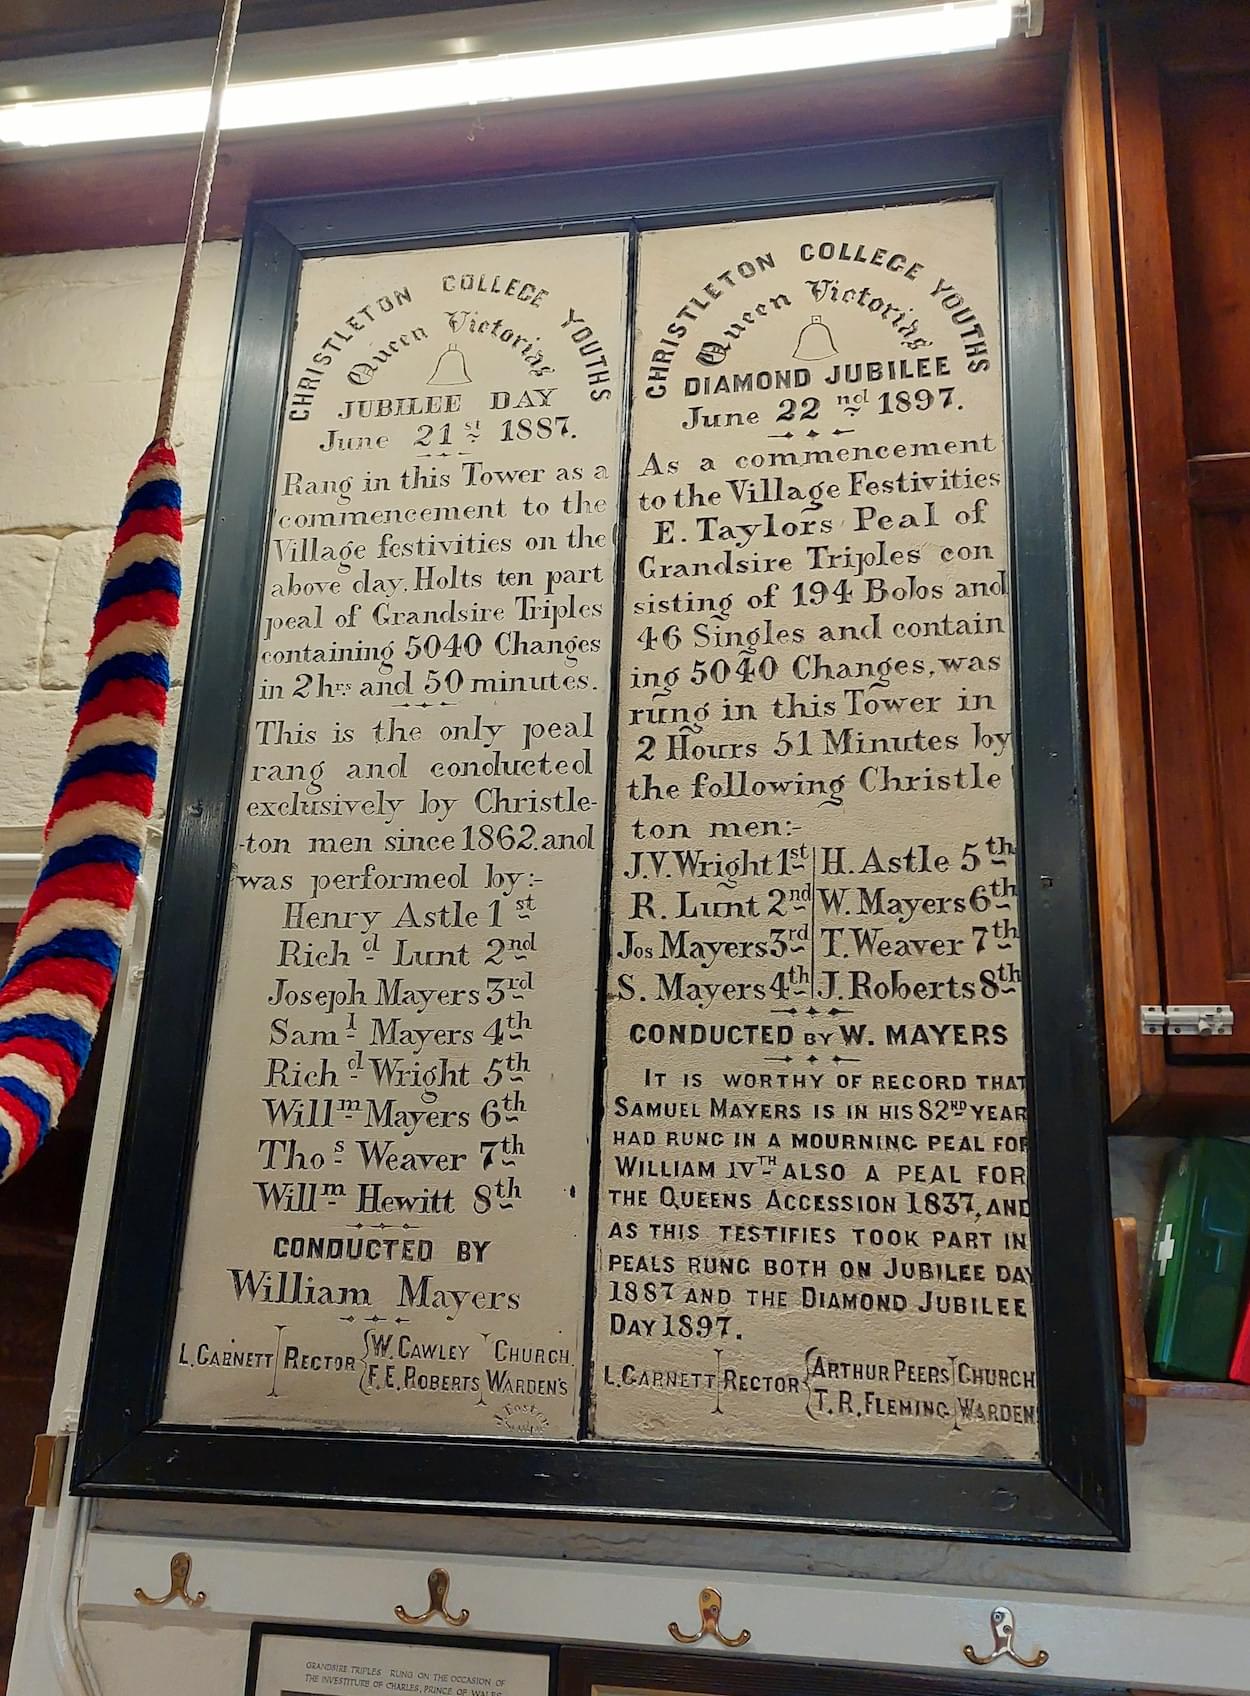 CHRISTLETON COLLEGE YOUTHS
Queen Victorias
JUBILEE DAY
June 21st 1887.
Rang in this Tower as a
commencement to the
Village festivities on the
above day. Holts ten part
peal of Grandsire Triples
containing 5040 Changes
in 2hrs and 50 minutes.
This is the only peal
rang and conducted
exclusively by Christle-
-ton men since 1862. and
was performed by:-
Henry Astle 1st
Richd Lunt 2nd
Joseph Mayers 3rd
Saml Mayers 4th
Richd Wright 5th
Willm Mayers 6th
Thos Weaver 7th
Willm Hewitt 8th
CONDUCTED BY
William Mayers
L. GARNETT RECTOR W. CAWLEY CHURCH
F. E. ROBERTS WARDEN'S
CHRISTLETON COLLEGE YOUTHS
Queen Victorias
DIAMOND JUBILEE
June 22nd 1897.
As a commencement
to the Village Festivities
E. Taylors Peal of
Grandsire Triples con
sisting of 194 Bobs and
46 Singles and contain
ing 5040 Changes, was
rung in this Tower in
2 Hours 51 Minutes by
the following Christle
ton men:-
J.V. Wright 1st H. Astle 5th
R. Lunt 2nd W. Mayers 6th
Jos Mayers 3rd T. Weaver 7th
S. Mayers 4th J. Roberts 8th
CONDUCTED BY W. MAYERS
IT IS WORTHY OF RECORD THAT
SAMUEL MAYERS IS IN HIS 82ND YEAR
HAD RUNG IN A MOURNING PEAL FOR
WILLIAM IVTH ALSO A PEAL FOR
THE QUEENS ACCESSION 1837, AND
AS THIS TESTIFIES TOOK PART IN
PEALS RUNG BOTH ON JUBILEE DAY
1887 AND THE DIAMOND JUBILEE
DAY 1897.
L. GARNETT RECTOR ARTHUR PEERS CHURCH
T. R. FLEMING WARDEN
GRANDSIRE TRIPLES RUNG ON THE OCCASION OF
THE INVESTITURE OF CHARLES, PRINCE OF WALES